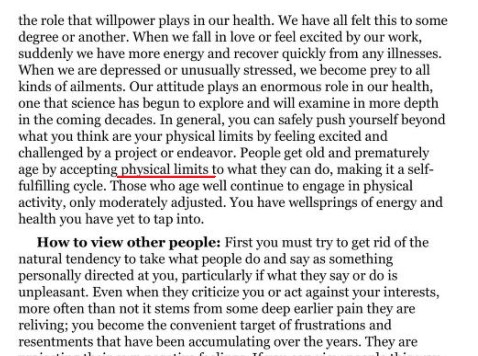 the role that willpower plays in our health. We have all felt this to some
degree or another. When we fall in love or feel excited by our work,
suddenly we have more energy and recover quickly from any illnesses.
When we are depressed or unusually stressed, we become prey to all
kinds of ailments. Our attitude plays an enormous role in our health,
one that science has begun to explore and will examine in more depth
in the coming decades. In general, you can safely push yourself beyond
what you think are your physical limits by feeling excited and
challenged by a project or endeavor. People get old and prematurely
age by accepting physical limits to what they can do, making it a self-
fulfilling cycle. Those who age well continue to engage in physical
activity, only moderately adjusted. You have wellsprings of energy and
health you have yet to tap into.
How to view other people: First you must try to get rid of the
natural tendency to take what people do and say as something
personally directed at you, particularly if what they say or do is
unpleasant. Even when they criticize you or act against your interests,
more often than not it stems from some deep earlier pain they are
reliving; you become the convenient target of frustrations and
resentments that have been accumulating over the years. They are